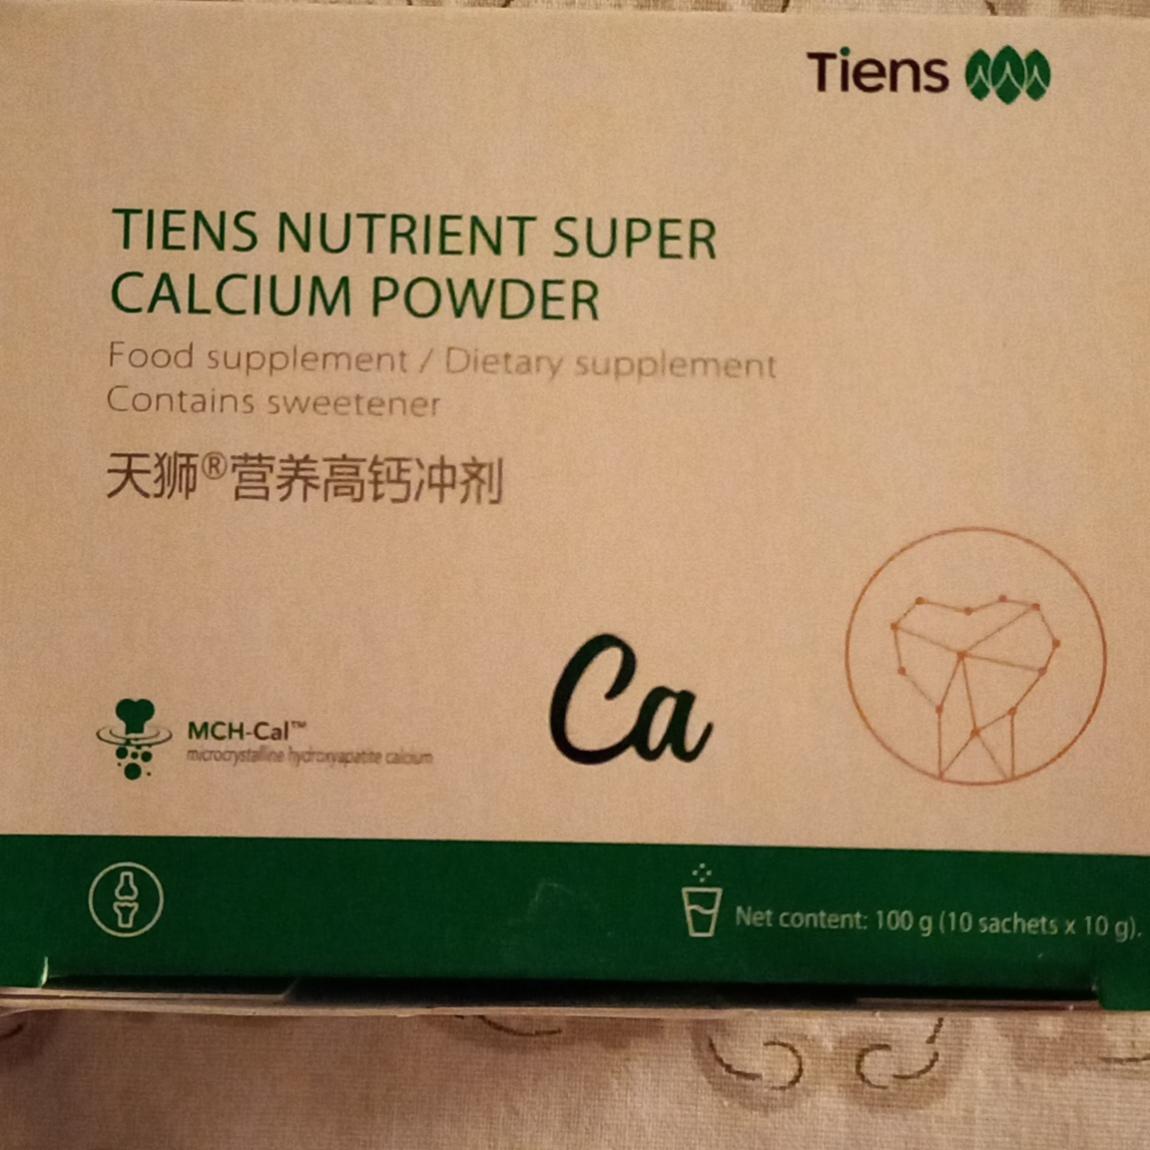 Tiens
TIENS NUTRIENT SUPER
CALCIUM POWDER
Food supplement / Dietary supplement
Contains sweetener
天狮®营养高钙冲剂
Ca
MCH-Cal™
microcrystalline hydroxyapatite calcium
Net content: 100 g (10 sachets x 10 g).